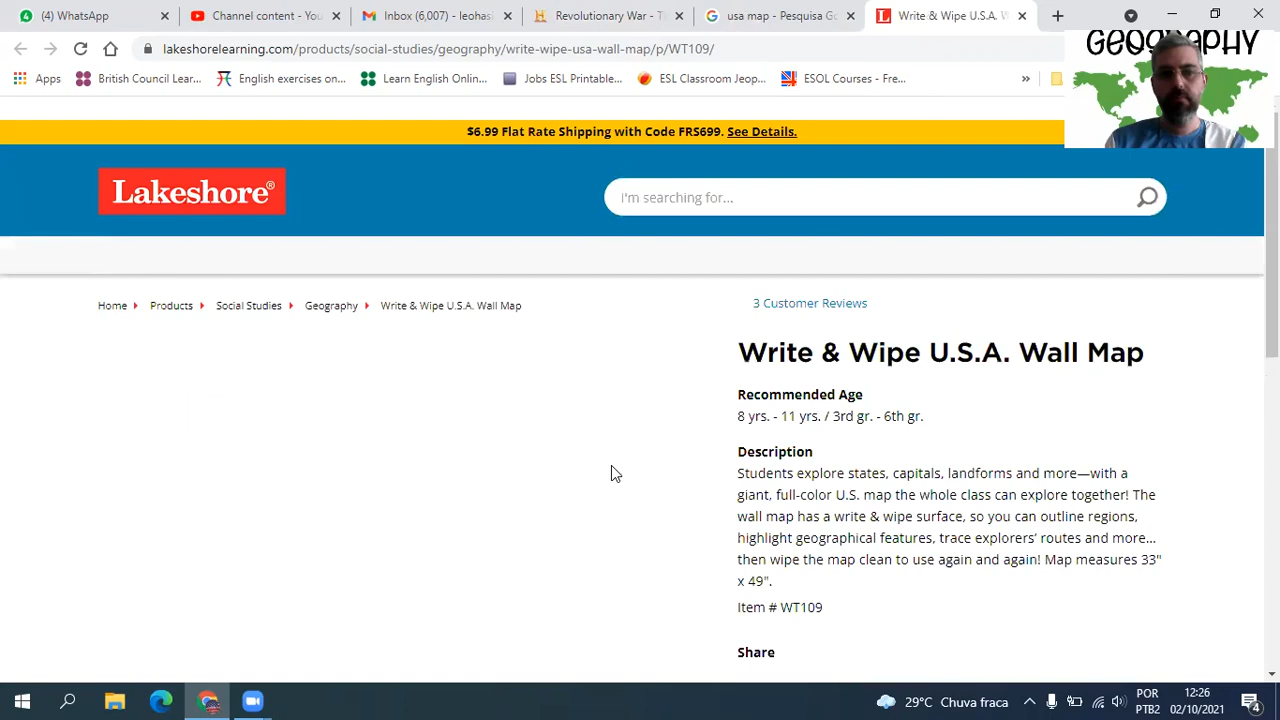 (4) WhatsApp
Channel content - You
Inbox (6,007) - leohas
Revolutionary War - Ti
usa map - Pesquisa Go
Write & Wipe U.S.A. W
lakeshorelearning.com/products/social-studies/geography/write-wipe-usa-wall-map/p/WT109/
GEOGRAPHY
Apps
British Council Lear...
English exercises on...
Learn English Onlin...
Jobs ESL Printable...
ESL Classroom Jeop...
ESOL Courses - Fre...
»
$6.99 Flat Rate Shipping with Code FRS699. See Details.
Lakeshore®
I'm searching for...
Home
Products
Social Studies
Geography
Write & Wipe U.S.A. Wall Map
3 Customer Reviews
Write & Wipe U.S.A. Wall Map
Recommended Age
8 yrs. - 11 yrs. / 3rd gr. - 6th gr.
Description
Students explore states, capitals, landforms and more—with a
giant, full-color U.S. map the whole class can explore together! The
wall map has a write & wipe surface, so you can outline regions,
highlight geographical features, trace explorers' routes and more...
then wipe the map clean to use again and again! Map measures 33"
x 49".
Item # WT109
Share
29°C Chuva fraca
POR
PTB2
12:26
02/10/2021
4